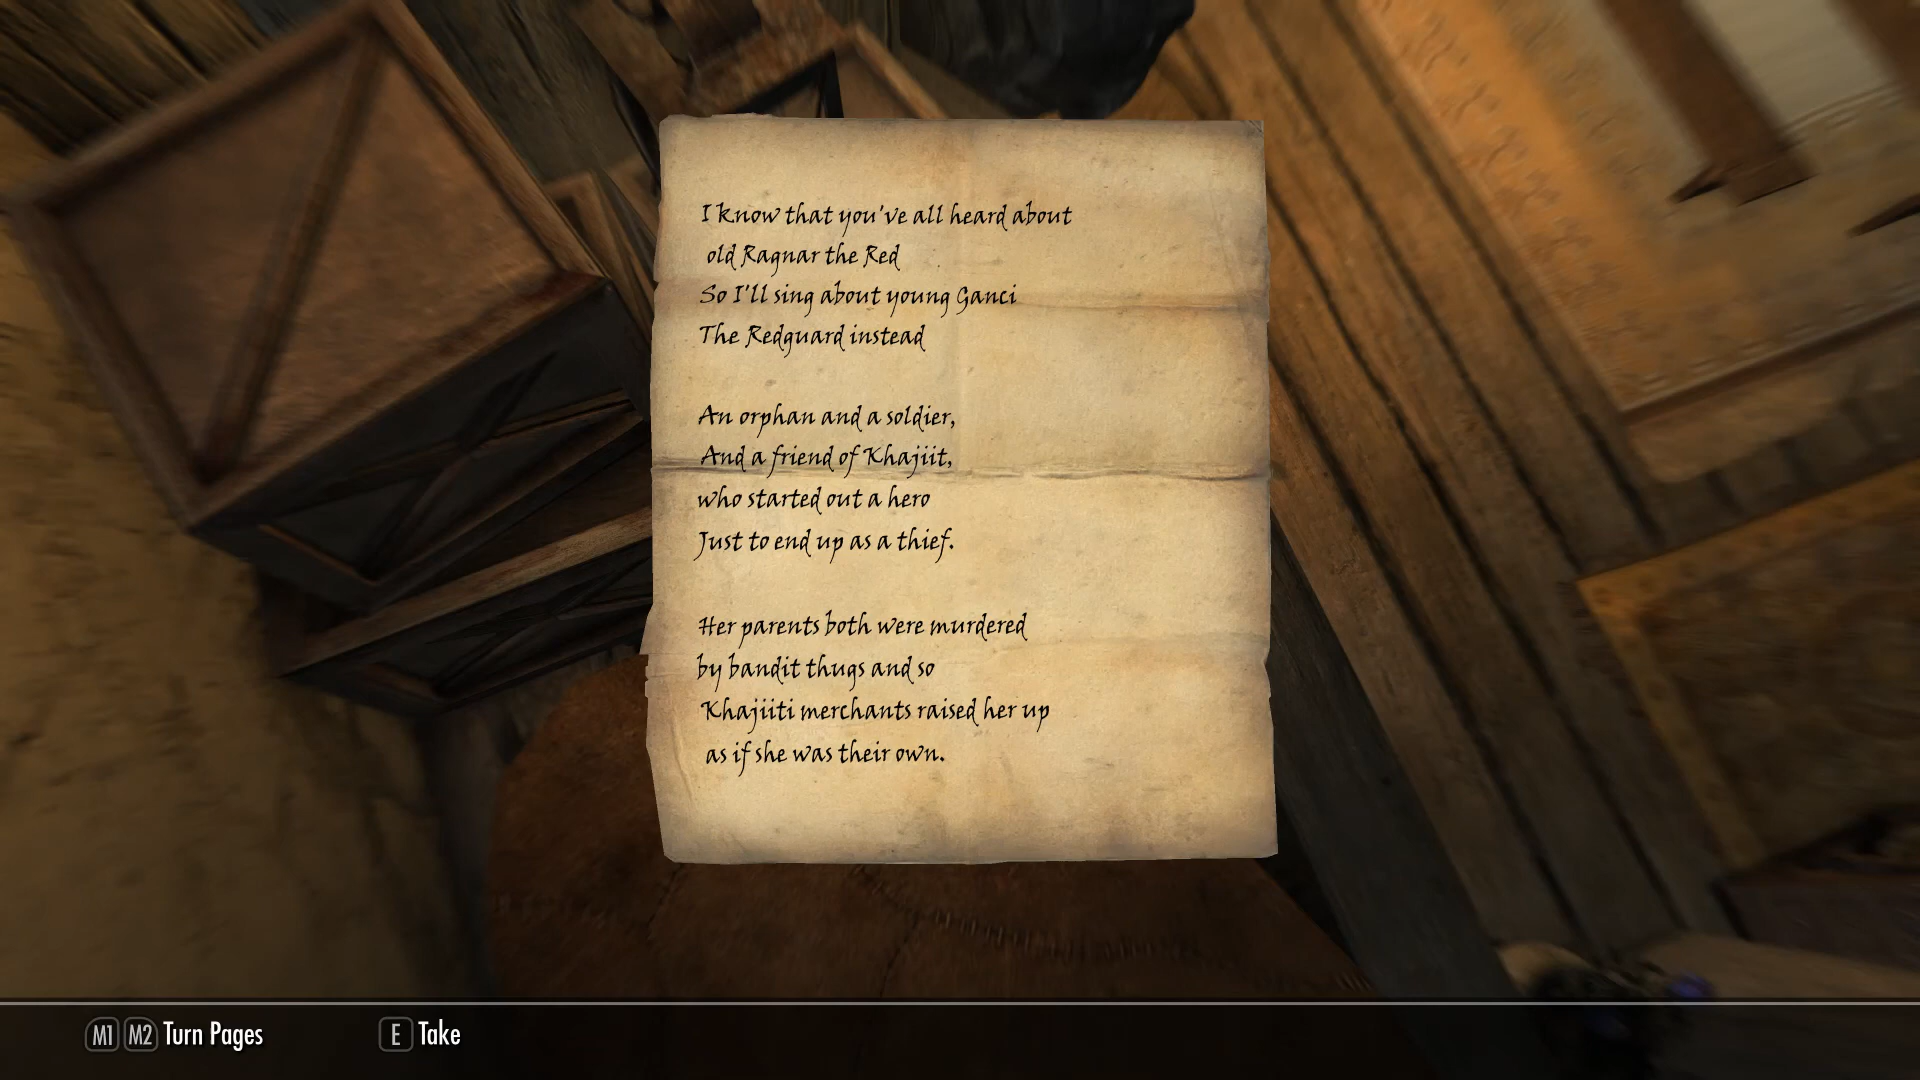 I know that you've all heard about
old Ragnar the Red
So I'll sing about young Ganci
The Redguard instead
An orphan and a soldier,
And a friend of Khajiit,
who started out a hero
Just to end up as a thief.
Her parents both were murdered
by bandit thugs and so
Khajiiti merchants raised her up
as if she was their own.
M1 M2 Turn Pages
E Take